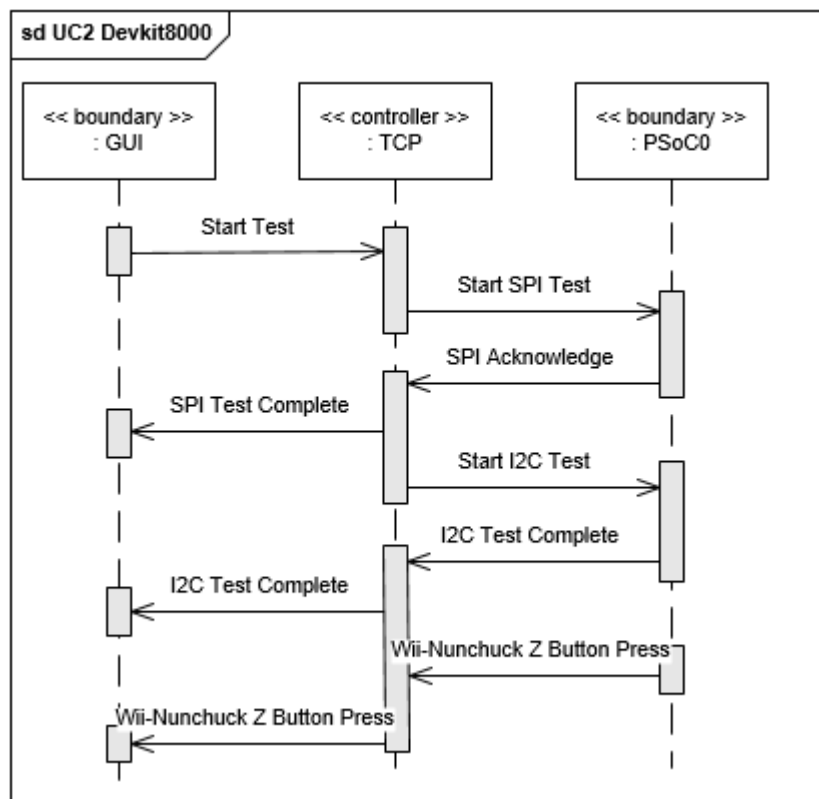 sd UC2 Devkit8000
<< boundary >>
: GUI
<< controller >>
: TCP
<< boundary >>
: PSoC0
Start Test
Start SPI Test
SPI Acknowledge
SPI Test Complete
Start I2C Test
I2C Test Complete
I2C Test Complete
Wii-Nunchuck Z Button Press
Wii-Nunchuck Z Button Press